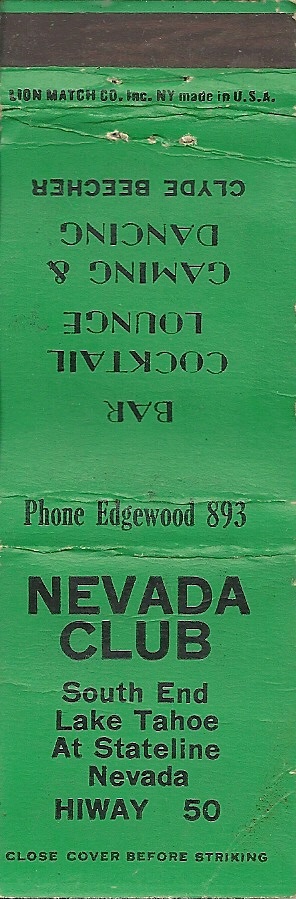 LION MATCH CO. Inc. NY made in U.S.A.
BAR
COCKTAIL
LOUNGE
GAMING &
DANCING
CLYDE BEECHER
Phone Edgewood 893
NEVADA
CLUB
South End
Lake Tahoe
At Stateline
Nevada
HIWAY 50
CLOSE COVER BEFORE STRIKING